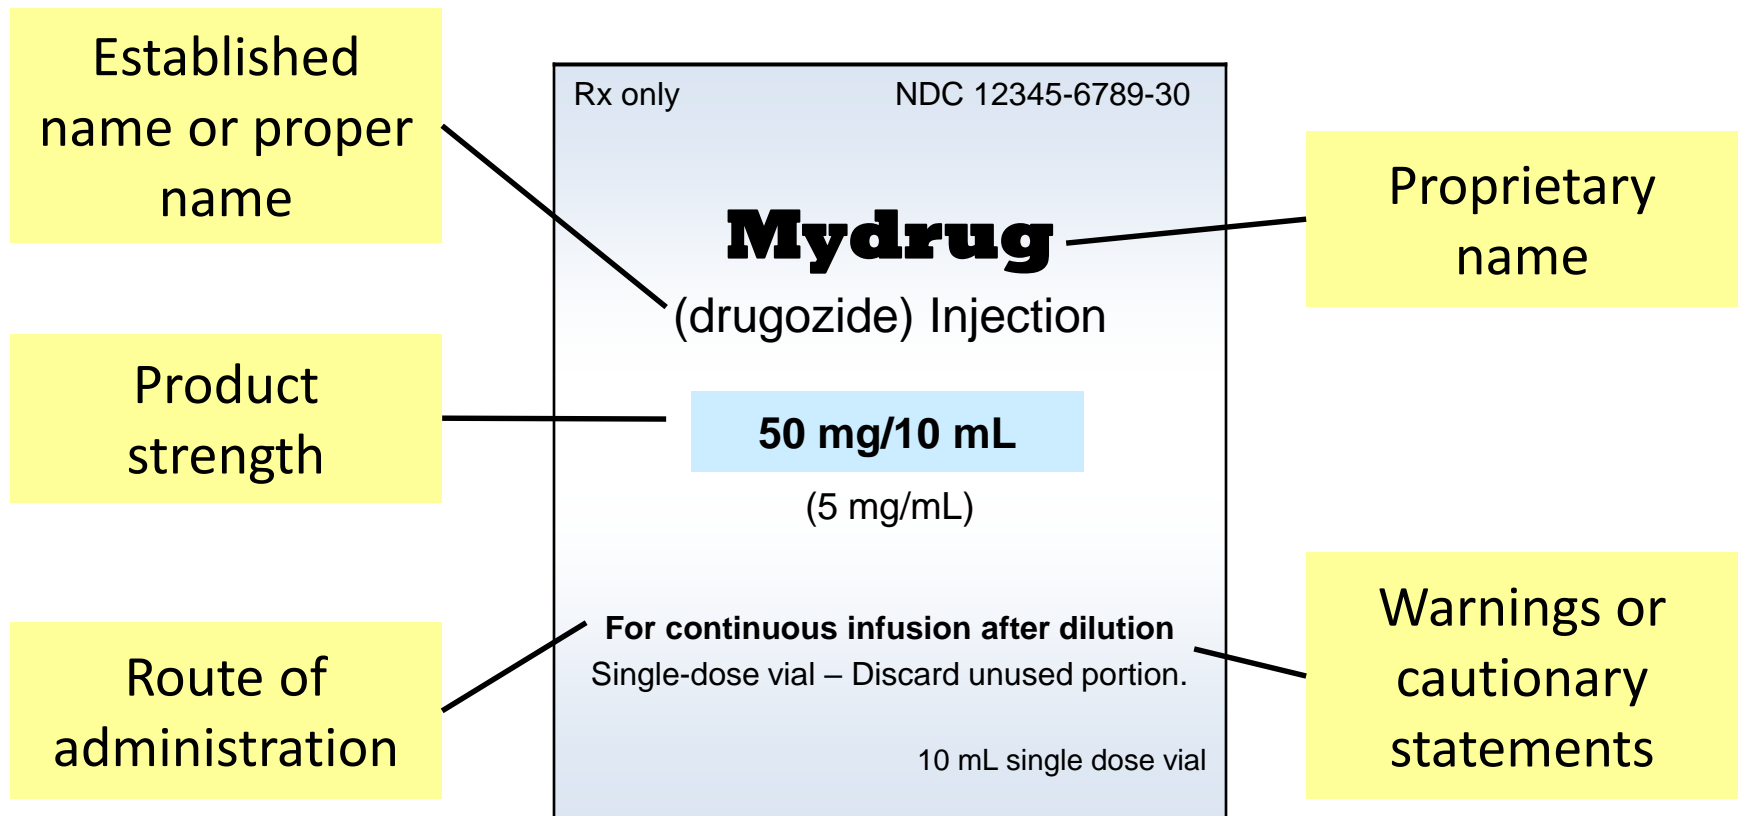 Established
name or proper
name
Product
strength
Route of
administration
Rx only NDC 12345-6789-30
Mydrug
(drugozide) Injection
50 mg/10 mL
(5 mg/mL)
For continuous infusion after dilution
Single-dose vial – Discard unused portion.
10 mL single dose vial
Proprietary
name
Warnings or
cautionary
statements